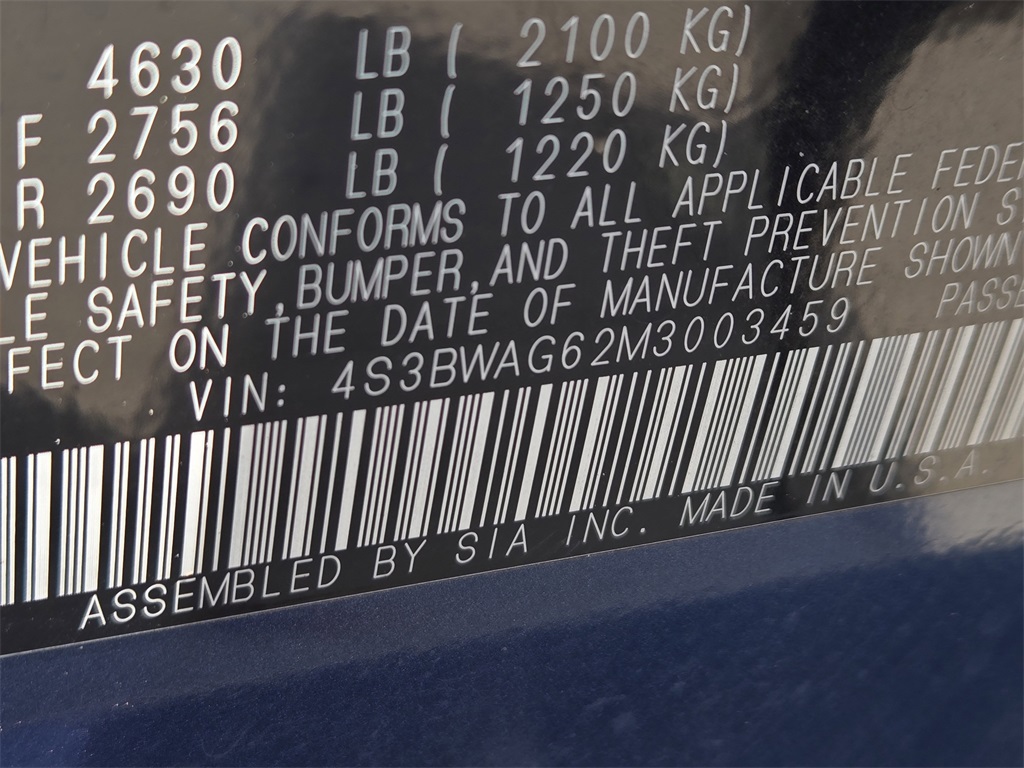 4630 LB ( 2100 KG)
F 2756 LB ( 1250 KG)
R 2690 LB ( 1220 KG)
VEHICLE CONFORMS TO ALL APPLICABLE FEDER
LE SAFETY,BUMPER,AND THEFT PREVENTION S
FFECT ON THE DATE OF MANUFACTURE SHOWN
VIN: 4S3BWAG62M3003459 PASSE
ASSEMBLED BY SIA INC. MADE IN U.S.A.